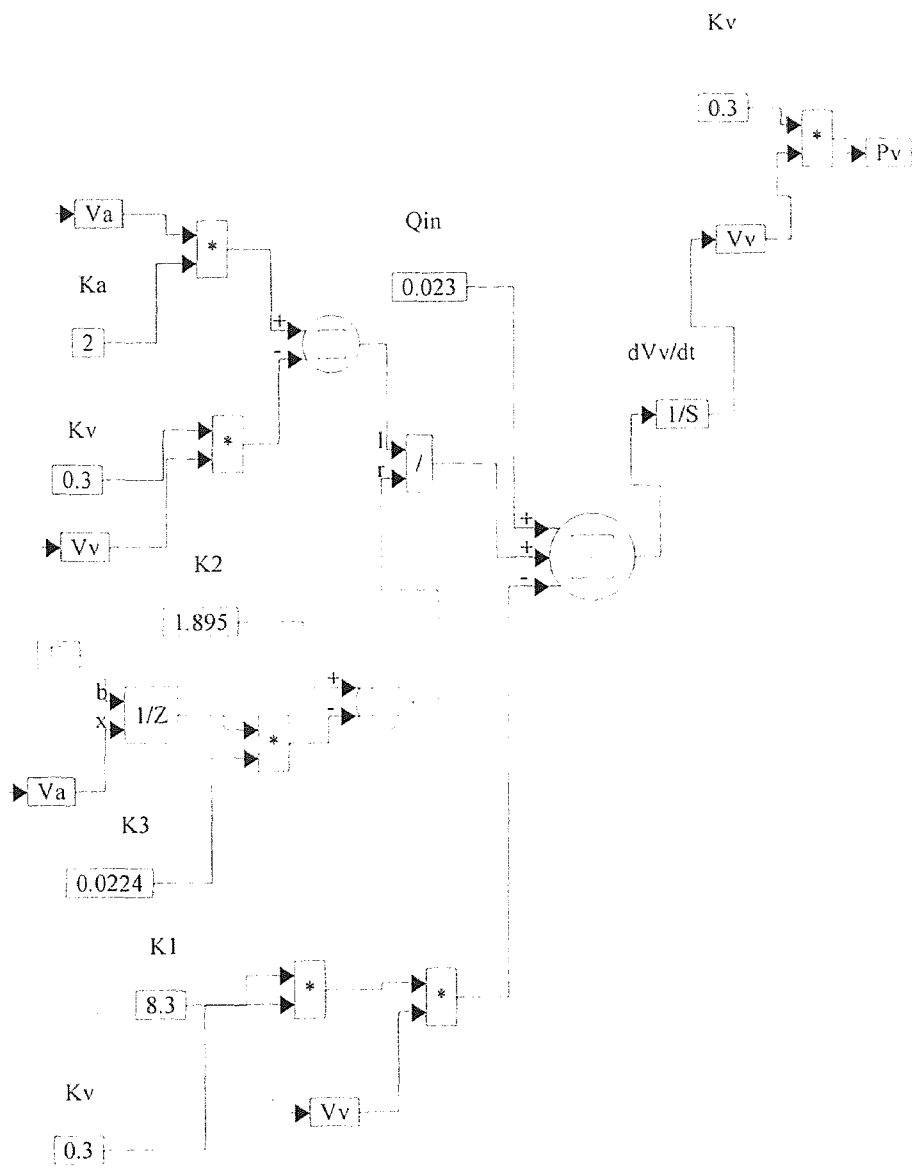 Kv
0.3
*
Pv
Va
*
Qin
Vv
Ka
0.023
2
+
-
dVv/dt
1/S
Kv
*
l
r
/
0.3
+
+
-
Vv
K2
1.895
b
x
1/Z
+
-
*
Va
K3
0.0224
K1
*
*
8.3
Kv
Vv
0.3